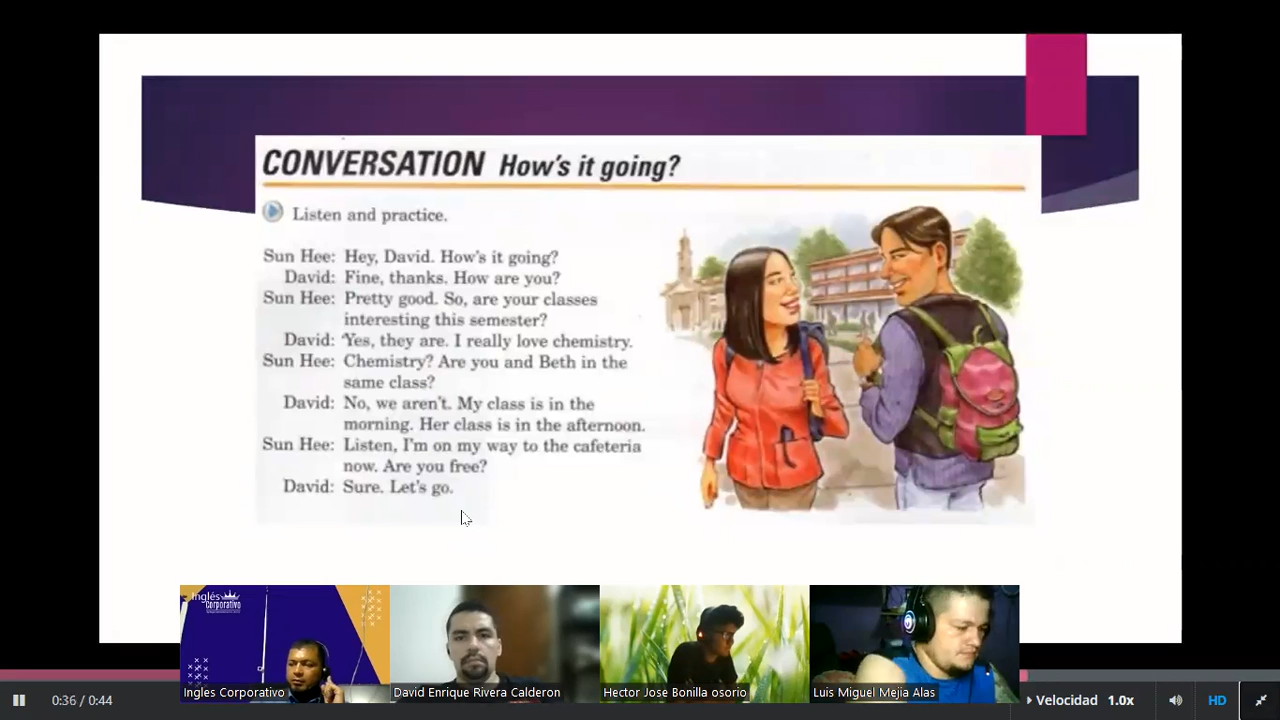 CONVERSATION How's it going?
Listen and practice.
Sun Hee: Hey, David. How's it going?
David: Fine, thanks. How are you?
Sun Hee: Pretty good. So, are your classes
interesting this semester?
David: Yes, they are. I really love chemistry.
Sun Hee: Chemistry? Are you and Beth in the
same class?
David: No, we aren't. My class is in the
morning. Her class is in the afternoon.
Sun Hee: Listen, I'm on my way to the cafeteria
now. Are you free?
David: Sure. Let's go.
Inglés
Corporativo
Ingles Corporativo
David Enrique Rivera Calderon
Hector Jose Bonilla osorio
Luis Miguel Mejia Alas
0:36 / 0:44
Velocidad 1.0x
HD